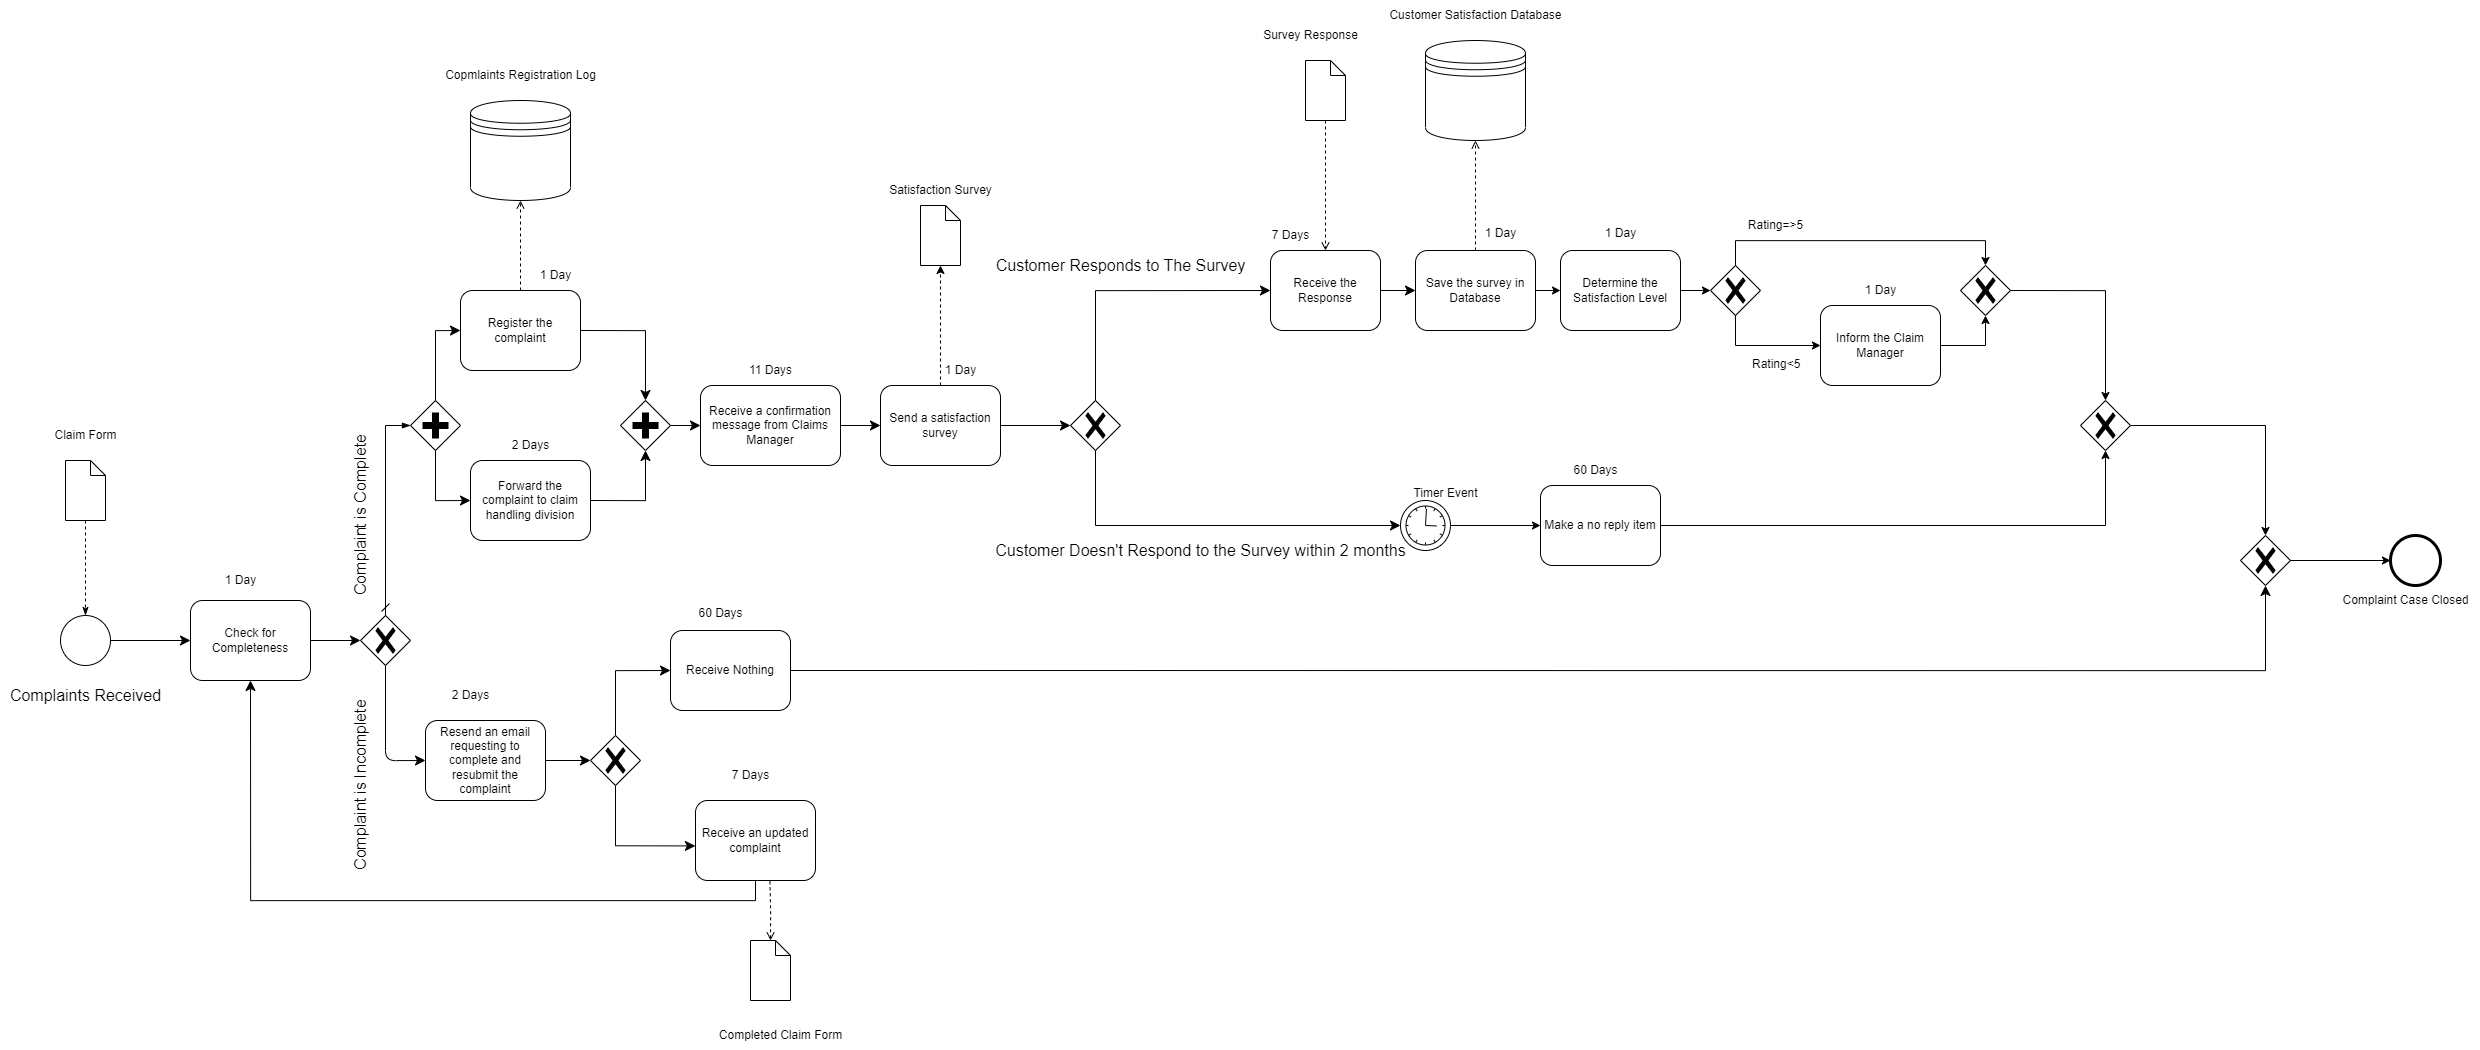 Customer Satisfaction Database
Survey Response
Copmlaints Registration Log
Satisfaction Survey
Rating=>5
7 Days
1 Day
1 Day
Customer Responds to The Survey
1 Day
Receive the
Response
Save the survey in
Database
Determine the
Satisfaction Level
1 Day
Register the
complaint
Inform the Claim
Manager
Rating<5
11 Days
1 Day
Receive a confirmation
message from Claims
Manager
Send a satisfaction
survey
Claim Form
Complaint is Complete
2 Days
Forward the
complaint to claim
handling division
60 Days
Timer Event
Make a no reply item
Customer Doesn't Respond to the Survey within 2 months
1 Day
Complaint Case Closed
60 Days
Check for
Completeness
Receive Nothing
Complaints Received
2 Days
Complaint is Incomplete
Resend an email
requesting to
complete and
resubmit the
complaint
7 Days
Receive an updated
complaint
Completed Claim Form